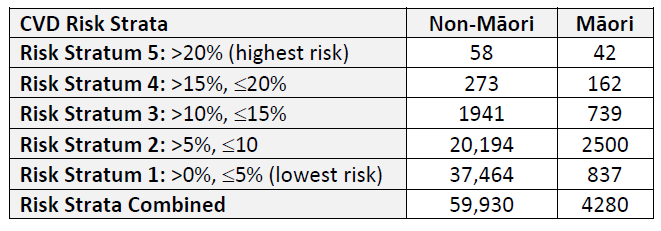 CVD Risk Strata Non-Māori Māori
Risk Stratum 5: >20% (highest risk) 58 42
Risk Stratum 4: >15%, ≤20% 273 162
Risk Stratum 3: >10%, ≤15% 1941 739
Risk Stratum 2: >5%, ≤10 20,194 2500
Risk Stratum 1: >0%, ≤5% (lowest risk) 37,464 837
Risk Strata Combined 59,930 4280